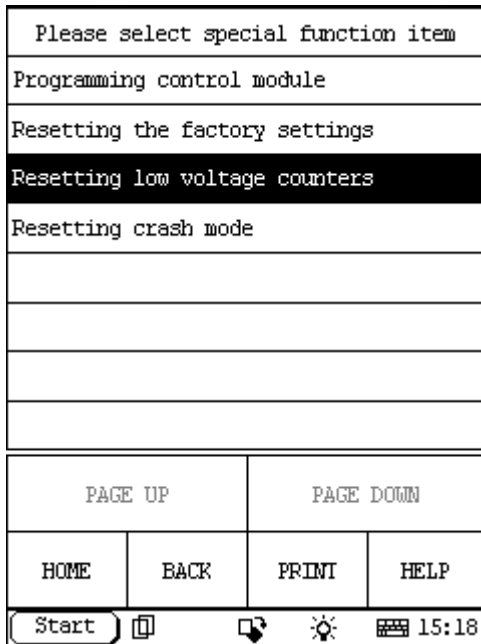 Please select special function item
Programming control module
Resetting the factory settings
Resetting low voltage counters
Resetting crash mode
PAGE UP PAGE DOWN
HOME BACK PRINT HELP
Start 15:18